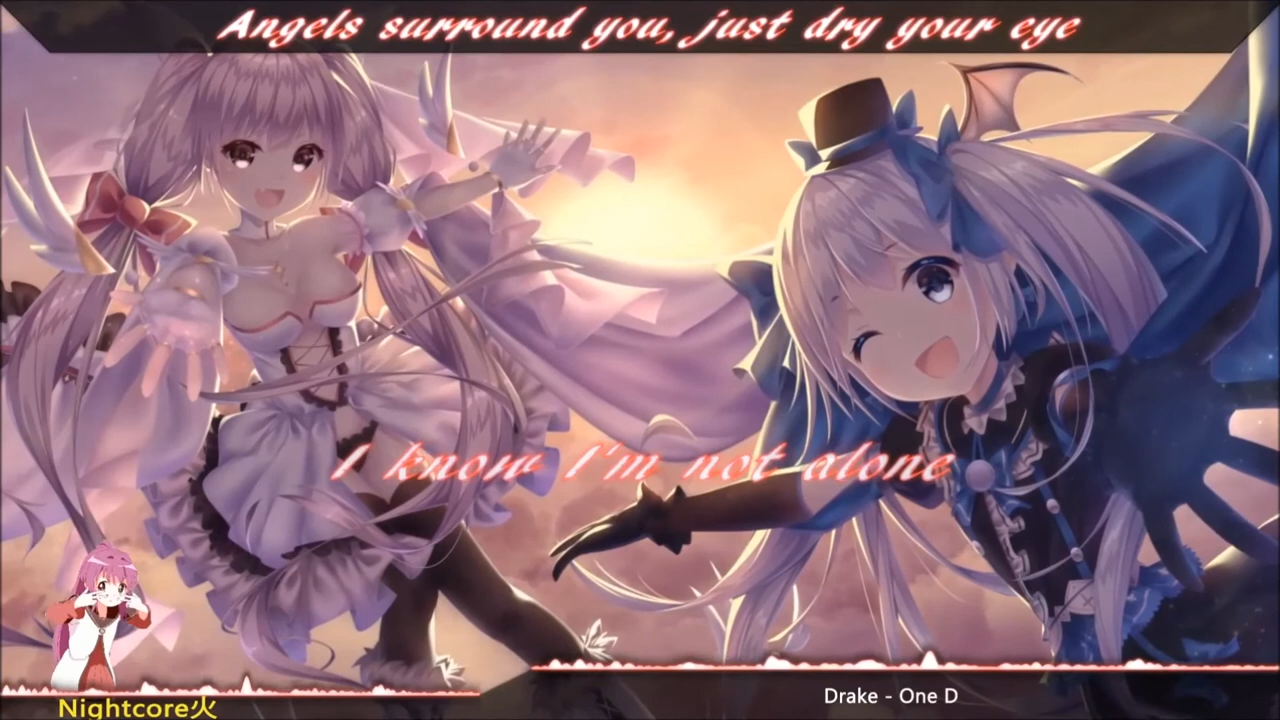 Angels surround you, just dry your eye
I know I'm not alone
Drake - One D
Nightcore火